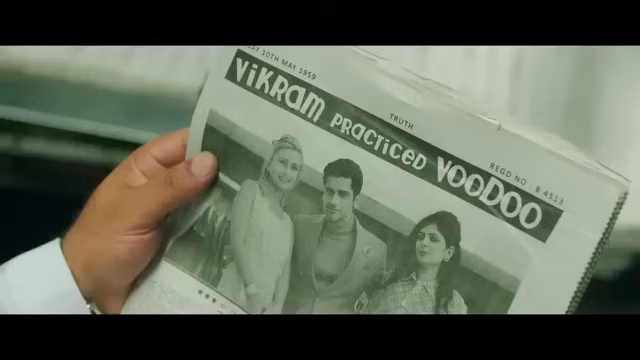 AY 10TH MAY 1959
TRUTH
REGD NO : B 4513
ViKRAM PRACTiCED VOODOO